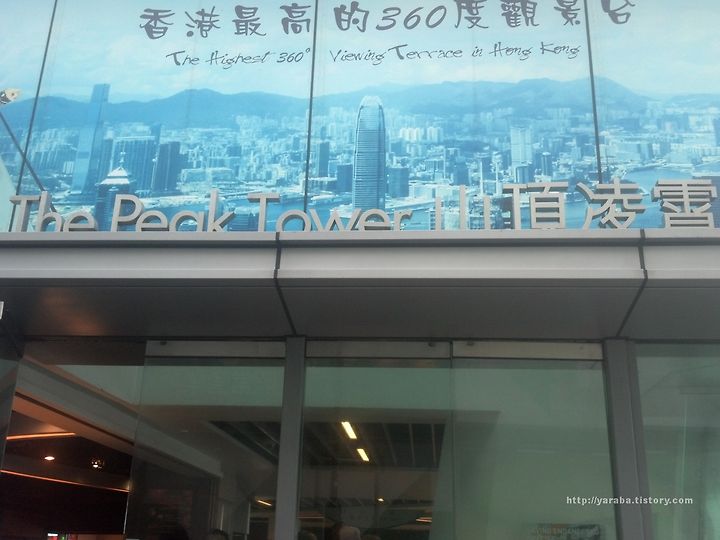 香港最高的360度觀景台
The Highest 360° Viewing Terrace in Hong Kong
The Peak Tower 山頂凌霄
http://yaraba.tistory.com